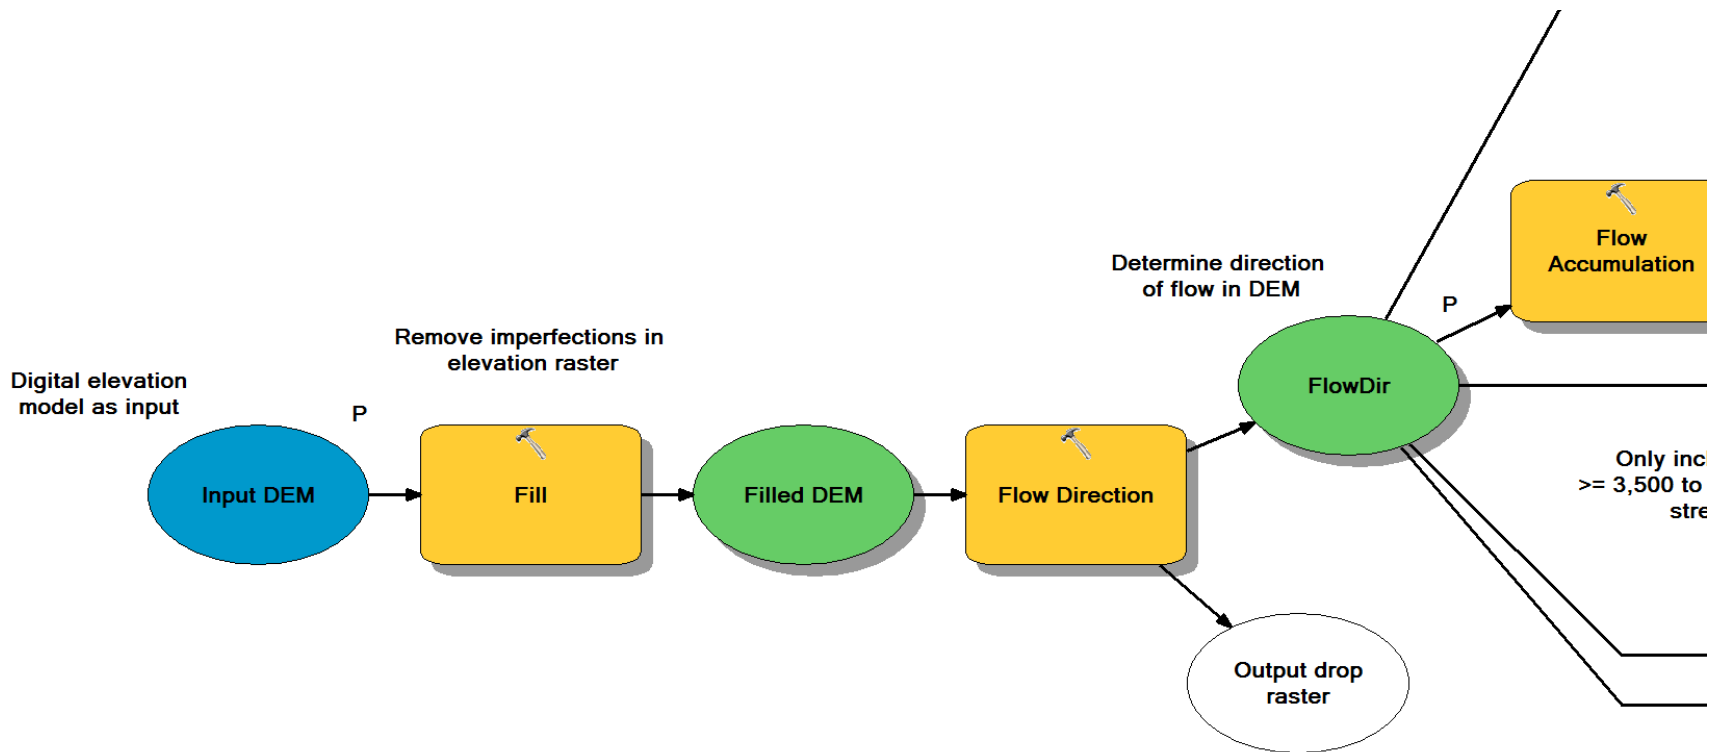 Digital elevation
model as input
P
Input DEM
Remove imperfections in
elevation raster
Fill
Filled DEM
Flow Direction
Determine direction
of flow in DEM
FlowDir
P
Flow
Accumulation
Only incl
>= 3,500 to
stre
Output drop
raster